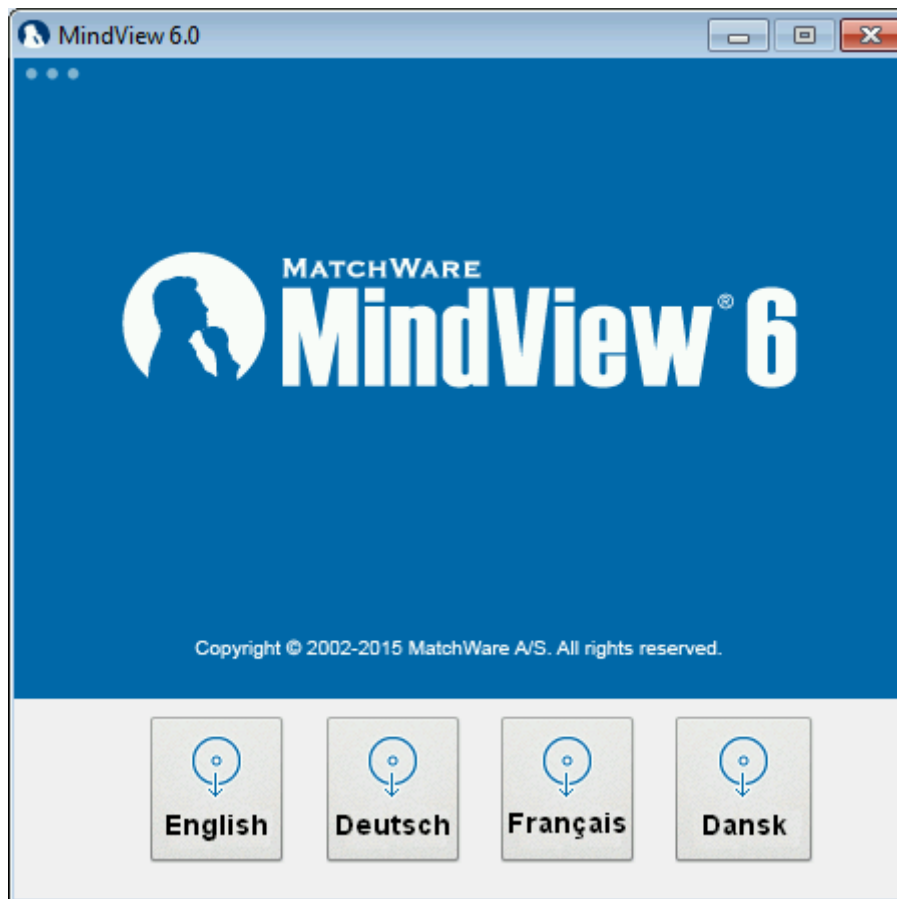 MindView 6.0
MATCHWARE
MindView® 6
Copyright © 2002-2015 MatchWare A/S. All rights reserved.
English Deutsch Français Dansk